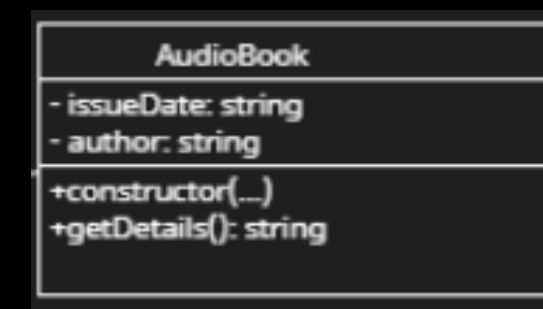 AudioBook
- issueDate: string
- author: string
+constructor(...)
+getDetails(): string